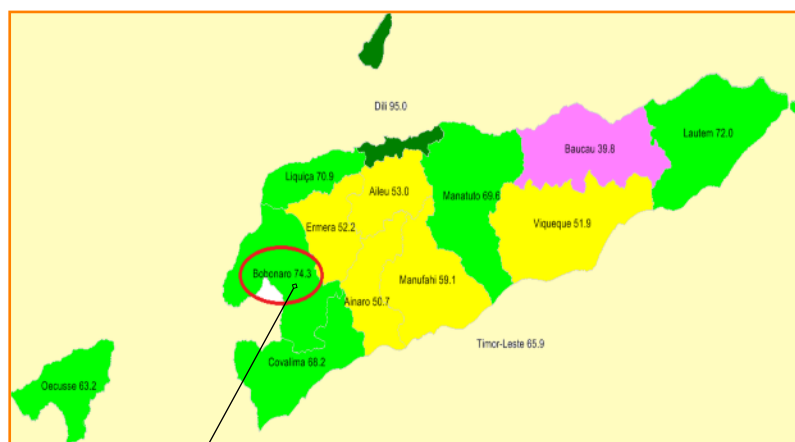 Dili 95.0
Lautem 72.0
Baucau 39.8
Liquiça 70.9
Aileu 53.0
Manatuto 69.6
Viqueque 51.9
Ermera 52.2
Bobonaro 74.3
Manufahi 59.1
Ainaro 50.7
Timor-Leste 65.9
Covalima 68.2
Oecusse 63.2